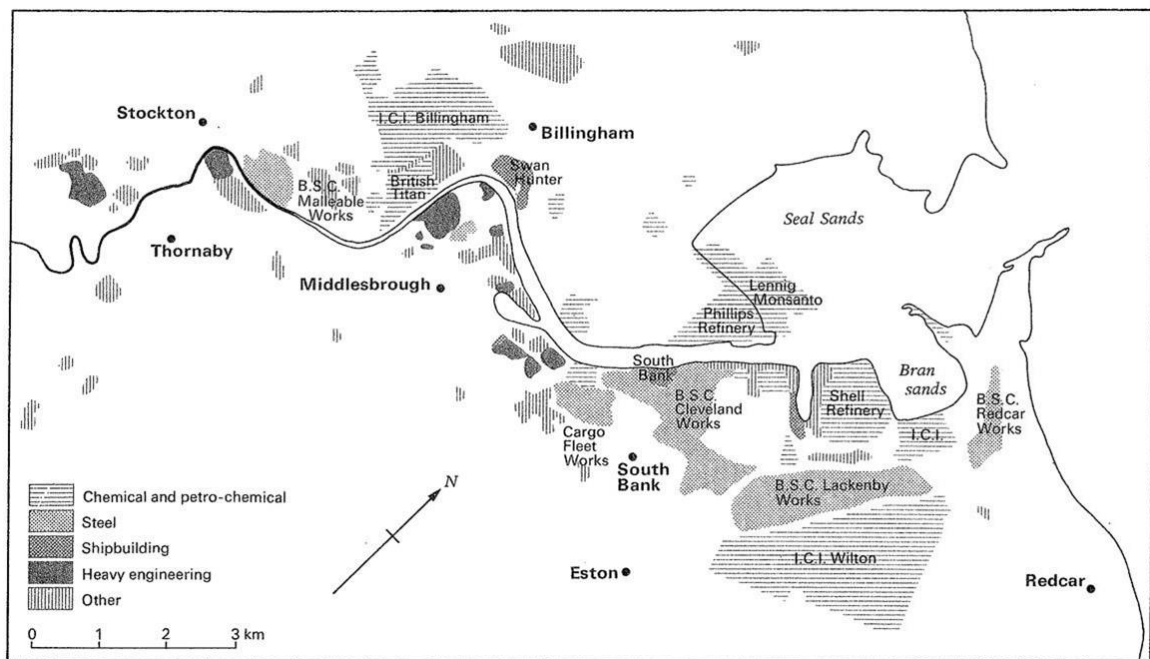 Stockton
I.C.I. Billingham
Billingham
Swan
Hunter
B.S.C.
Malleable
Works
British
Titan
Thornaby
Middlesbrough
Seal Sands
Lennig
Monsanto
Phillips
Refinery
South
Bank
B.S.C.
Cleveland
Works
Shell
Refinery
Bran
sands
I.C.I.
B.S.C.
Redcar
Works
Cargo
Fleet
Works
South
Bank
B.S.C. Lackenby
Works
I.C.I. Wilton
Eston
Redcar
N
Chemical and petro-chemical
Steel
Shipbuilding
Heavy engineering
Other
0 1 2 3 km